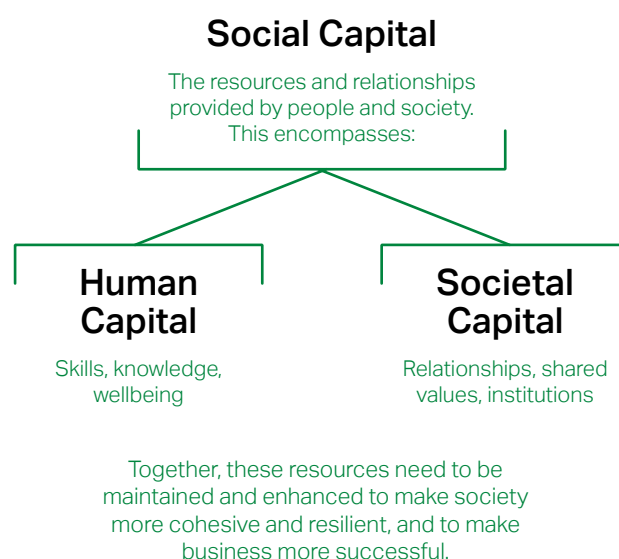 Social Capital
The resources and relationships
provided by people and society.
This encompasses:
Human
Capital
Skills, knowledge,
wellbeing
Societal
Capital
Relationships, shared
values, institutions
Together, these resources need to be
maintained and enhanced to make society
more cohesive and resilient, and to make
business more successful.